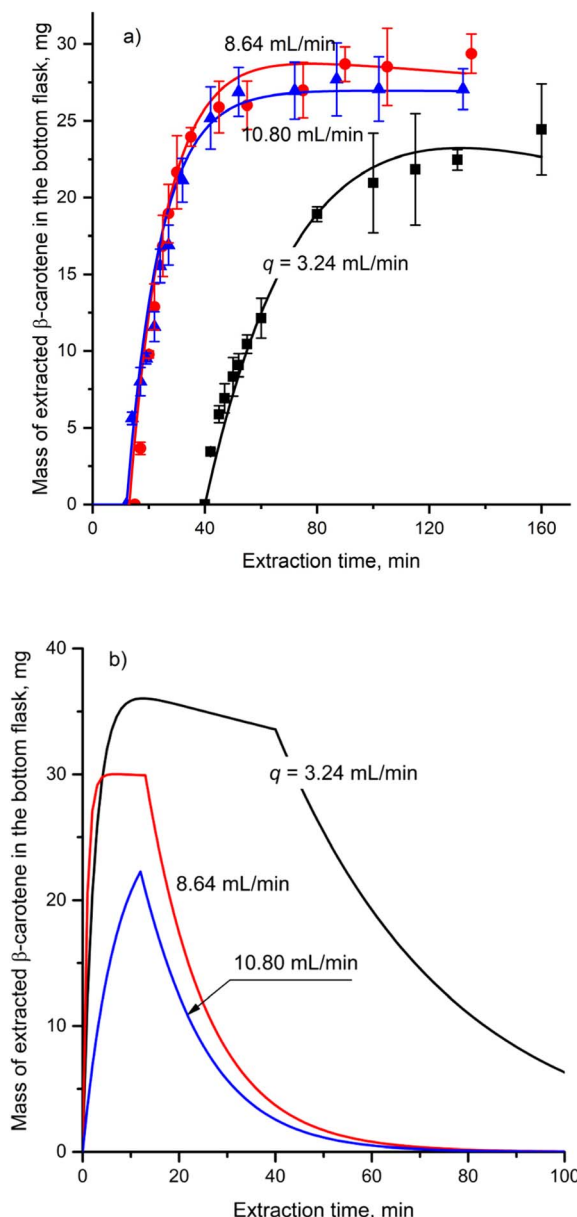 a)
Mass of extracted β-carotene in the bottom flask, mg
30
25
20
15
10
5
0
8.64 mL/min
10.80 mL/min
q = 3.24 mL/min
0 40 80 120 160
Extraction time, min
b)
Mass of extracted β-carotene in the bottom flask, mg
40
30
20
10
0
q = 3.24 mL/min
8.64 mL/min
10.80 mL/min
0 20 40 60 80 100
Extraction time, min